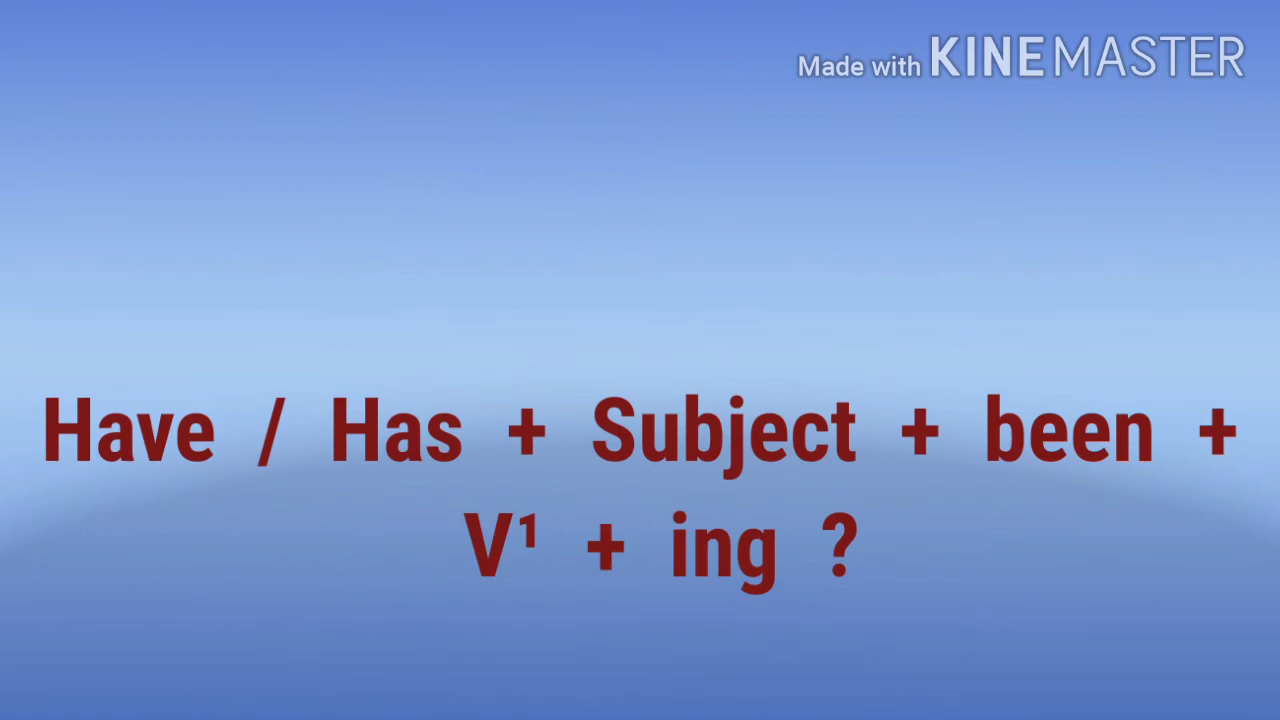 Made with KINEMASTER
Have / Has + Subject + been +
V¹ + ing ?